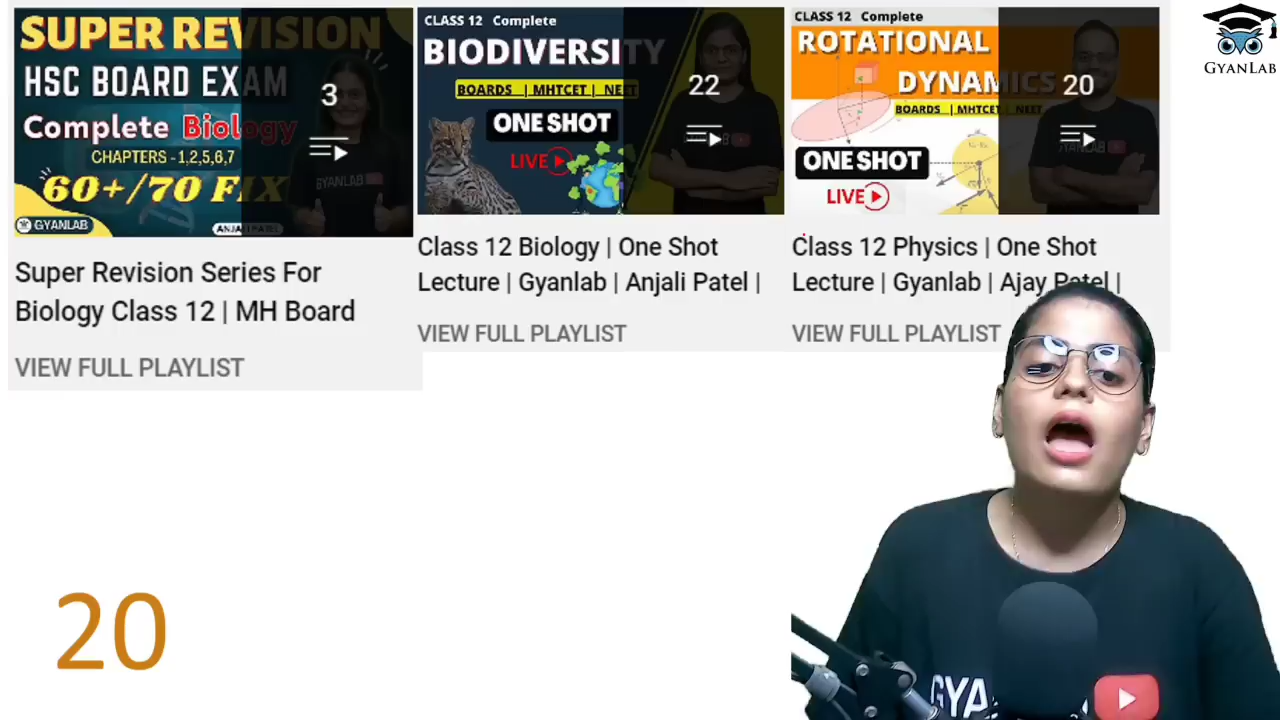 SUPER REVISION
HSC BOARD EXAM
Complete Biology
CHAPTERS - 1,2,5,6,7
60+/70 FIX
GYANLAB
GYANLAB
3
Super Revision Series For
Biology Class 12 | MH Board
VIEW FULL PLAYLIST
CLASS 12 Complete
BIODIVERSITY
BOARDS | MHTCET | NEET
ONE SHOT
LIVE
22
Class 12 Biology | One Shot
Lecture | Gyanlab | Anjali Patel |
VIEW FULL PLAYLIST
CLASS 12 Complete
ROTATIONAL
DYNAMICS
BOARDS | MHTCET | NEET
ONE SHOT
LIVE
20
Class 12 Physics | One Shot
Lecture | Gyanlab | Ajay Patel |
VIEW FULL PLAYLIST
GYANLAB
20
GYA